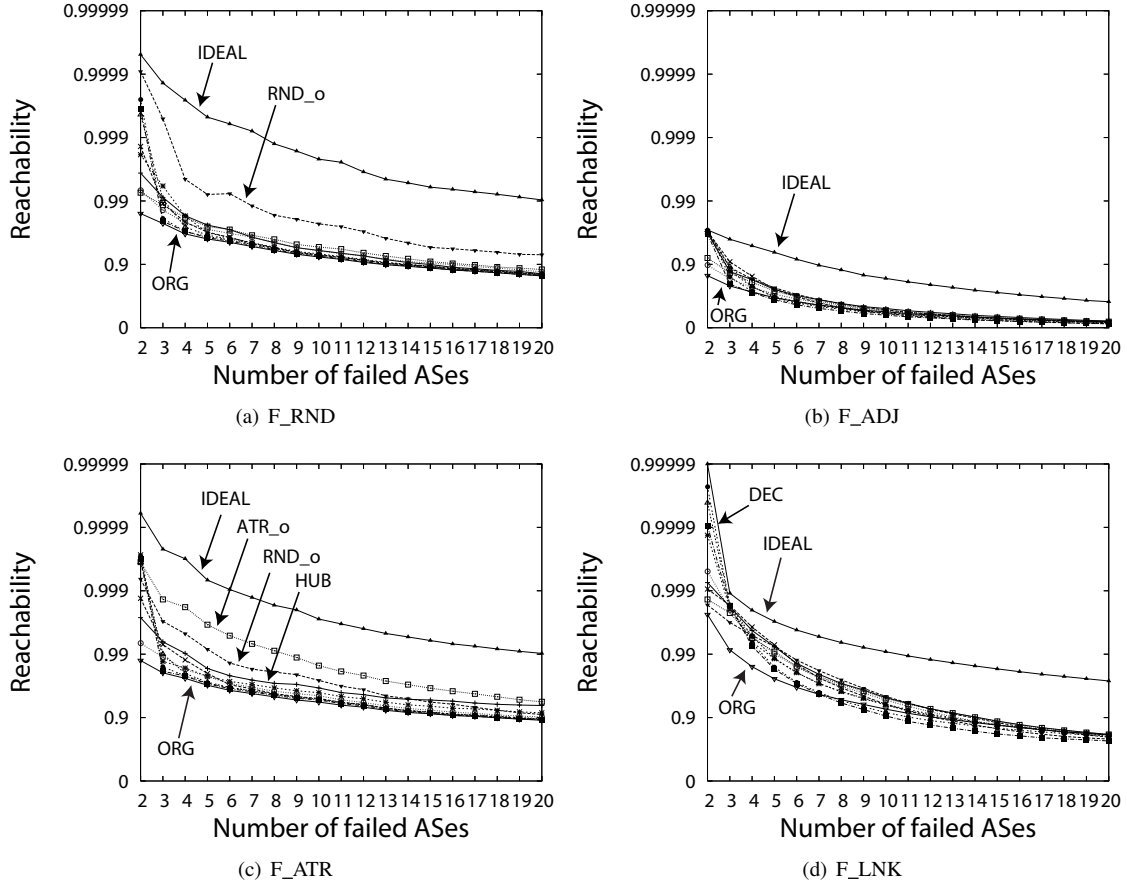 0.99999
0.9999
0.999
0.99
0.9
0
Reachability
IDEAL
RND_o
ORG
2 3 4 5 6 7 8 9 10 11 12 13 14 15 16 17 18 19 20
Number of failed ASes
(a) F_RND
0.99999
0.9999
0.999
0.99
0.9
0
Reachability
IDEAL
ORG
2 3 4 5 6 7 8 9 10 11 12 13 14 15 16 17 18 19 20
Number of failed ASes
(b) F_ADJ
0.99999
0.9999
0.999
0.99
0.9
0
Reachability
IDEAL
ATR_o
RND_o
HUB
ORG
2 3 4 5 6 7 8 9 10 11 12 13 14 15 16 17 18 19 20
Number of failed ASes
(c) F_ATR
0.99999
0.9999
0.999
0.99
0.9
0
Reachability
DEC
IDEAL
ORG
2 3 4 5 6 7 8 9 10 11 12 13 14 15 16 17 18 19 20
Number of failed ASes
(d) F_LNK